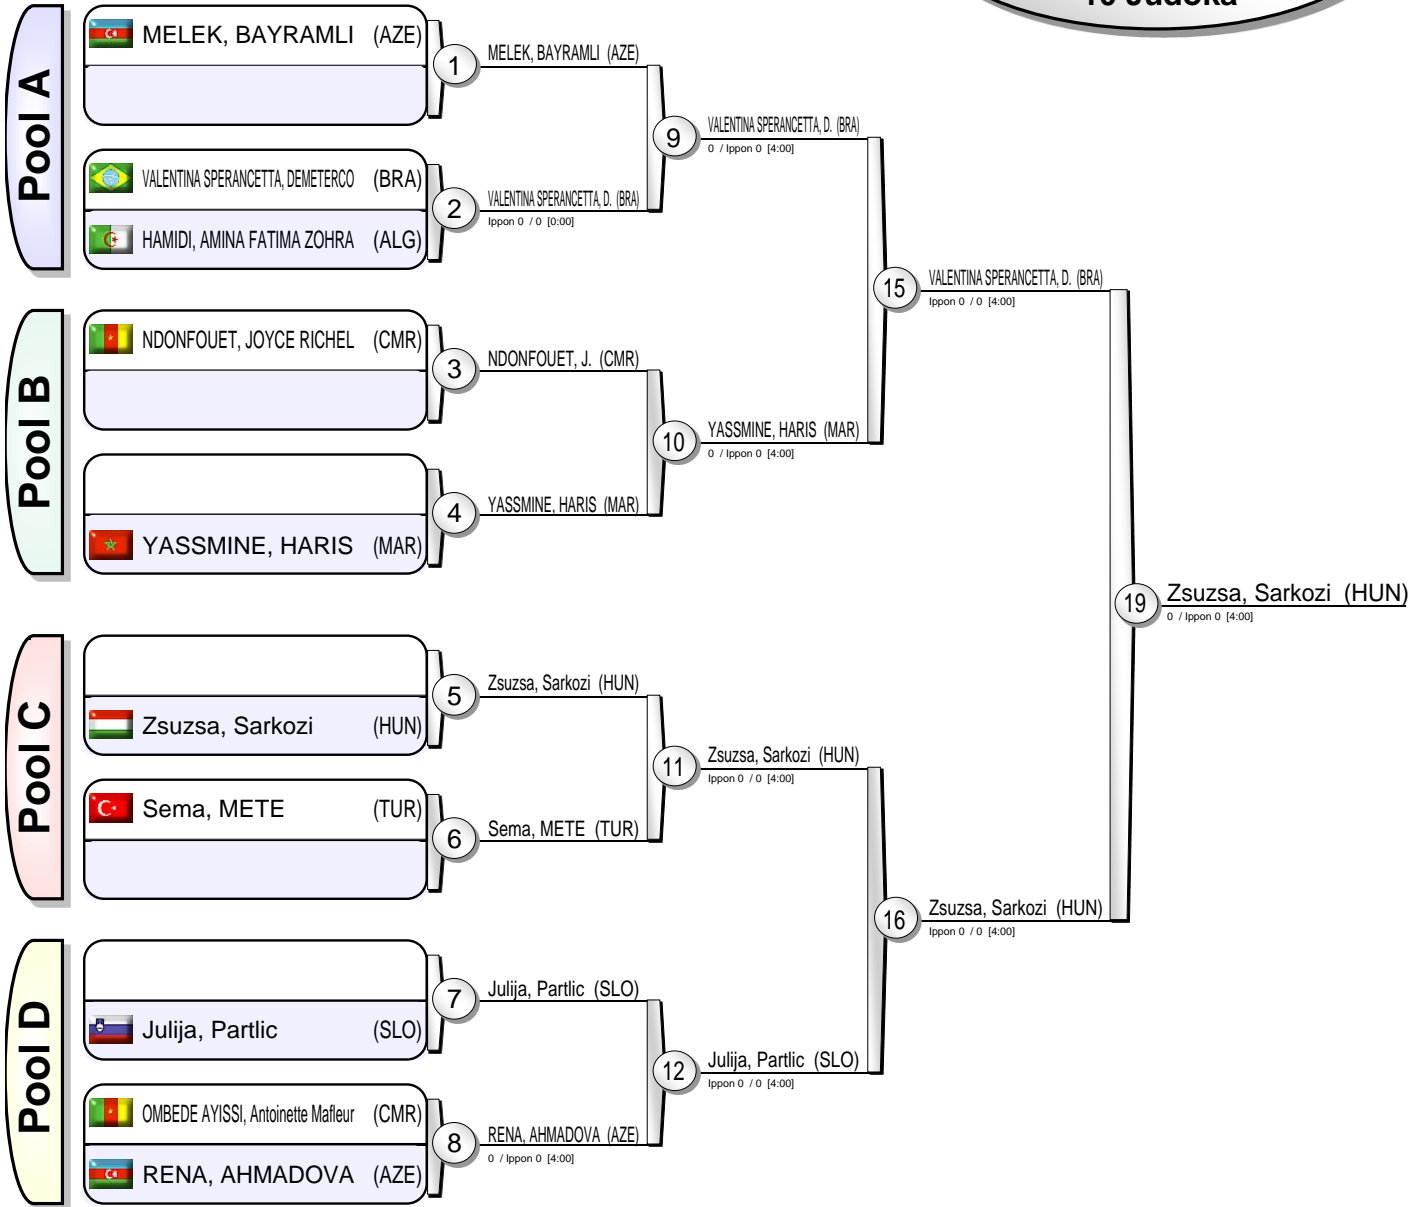 10 Judoka
Pool A
MELEK, BAYRAMLI (AZE)
VALENTINA SPERANCETTA, DEMETERCO (BRA)
HAMIDI, AMINA FATIMA ZOHRA (ALG)
Pool B
NDONFOUET, JOYCE RICHEL (CMR)
YASSMINE, HARIS (MAR)
Pool C
Zsuzsa, Sarkozi (HUN)
Sema, METE (TUR)
Pool D
Julija, Partlic (SLO)
OMBEDE AYISSI, Antoinette Mafleur (CMR)
RENA, AHMADOVA (AZE)
1
MELEK, BAYRAMLI (AZE)
2
VALENTINA SPERANCETTA, D. (BRA)
Ippon 0 / 0 [0:00]
3
NDONFOUET, J. (CMR)
4
YASSMINE, HARIS (MAR)
5
Zsuzsa, Sarkozi (HUN)
6
Sema, METE (TUR)
7
Julija, Partlic (SLO)
8
RENA, AHMADOVA (AZE)
0 / Ippon 0 [4:00]
9
VALENTINA SPERANCETTA, D. (BRA)
0 / Ippon 0 [4:00]
10
YASSMINE, HARIS (MAR)
0 / Ippon 0 [4:00]
11
Zsuzsa, Sarkozi (HUN)
Ippon 0 / 0 [4:00]
12
Julija, Partlic (SLO)
Ippon 0 / 0 [4:00]
15
VALENTINA SPERANCETTA, D. (BRA)
Ippon 0 / 0 [4:00]
16
Zsuzsa, Sarkozi (HUN)
Ippon 0 / 0 [4:00]
19
Zsuzsa, Sarkozi (HUN)
0 / Ippon 0 [4:00]